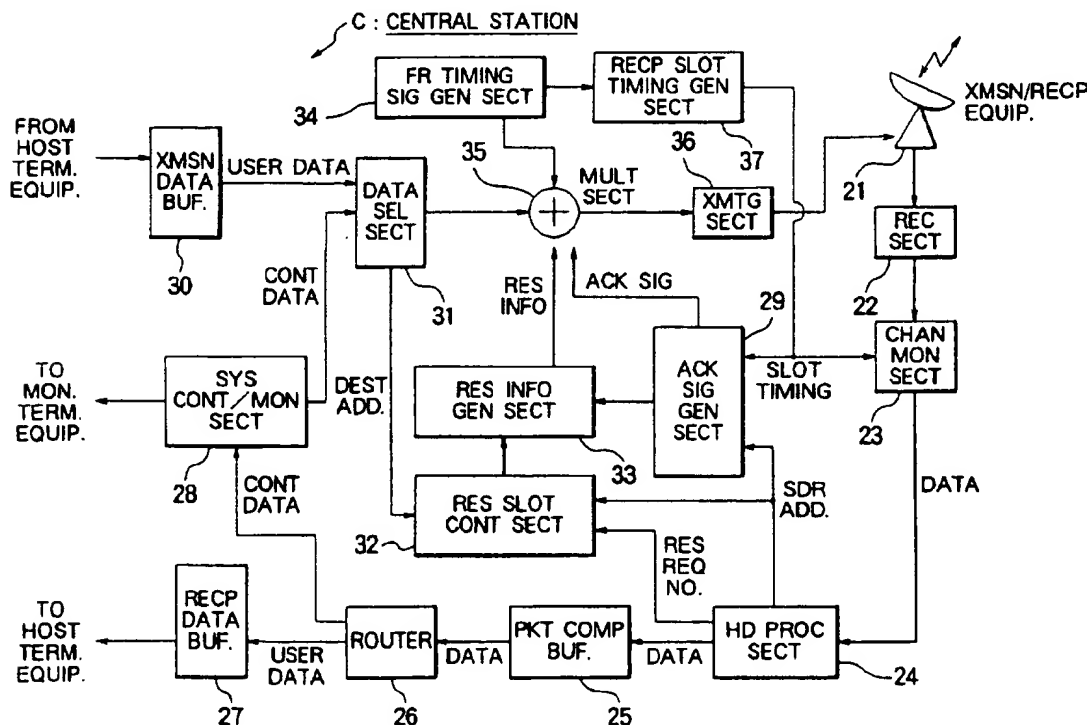 C : CENTRAL STATION
FR TIMING
SIG GEN SECT
34
RECP SLOT
TIMING GEN
SECT
37
XMSN/RECP
EQUIP.
21
FROM
HOST
TERM.
EQUIP.
XMSN
DATA
BUF.
30
USER DATA
DATA
SEL
SECT
31
35
MULT
SECT
36
XMTG
SECT
REC
SECT
22
CONT
DATA
RES
INFO
ACK SIG
29
CHAN
MON
SECT
23
SLOT
TIMING
TO
MON.
TERM.
EQUIP.
SYS
CONT/MON
SECT
28
DEST
ADD.
RES INFO
GEN SECT
33
ACK
SIG
GEN
SECT
CONT
DATA
RES SLOT
CONT SECT
32
SDR
ADD.
DATA
RES
REQ
NO.
TO
HOST
TERM.
EQUIP.
RECP
DATA
BUF.
27
USER
DATA
ROUTER
26
DATA
PKT COMP
BUF.
25
DATA
HD PROC
SECT
24